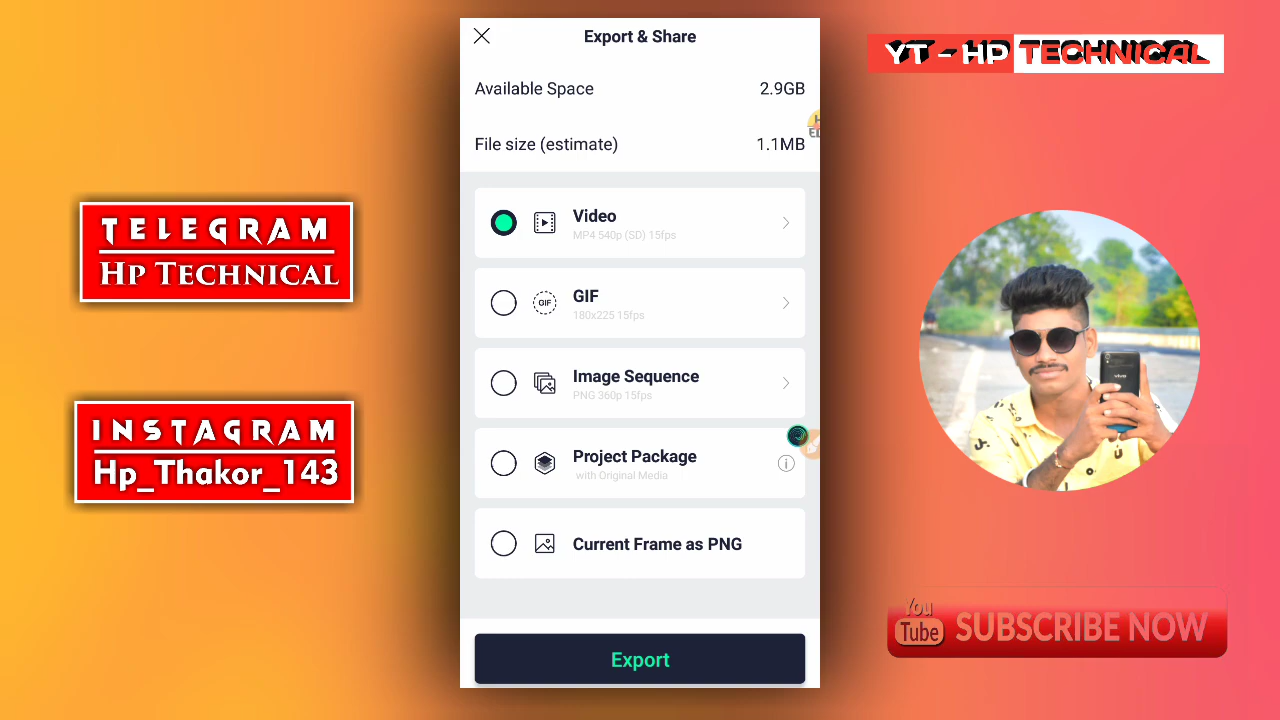 Export & Share
YT - HP TECHNICAL
Available Space 2.9GB
File size (estimate) 1.1MB
Video
MP4 540p (SD) 15fps
TELEGRAM
HP TECHNICAL
GIF
GIF
180x225 15fps
Image Sequence
PNG 360p 15fps
INSTAGRAM
Hp_Thakor_143
Project Package
with Original Media
Current Frame as PNG
You
Tube
SUBSCRIBE NOW
Export